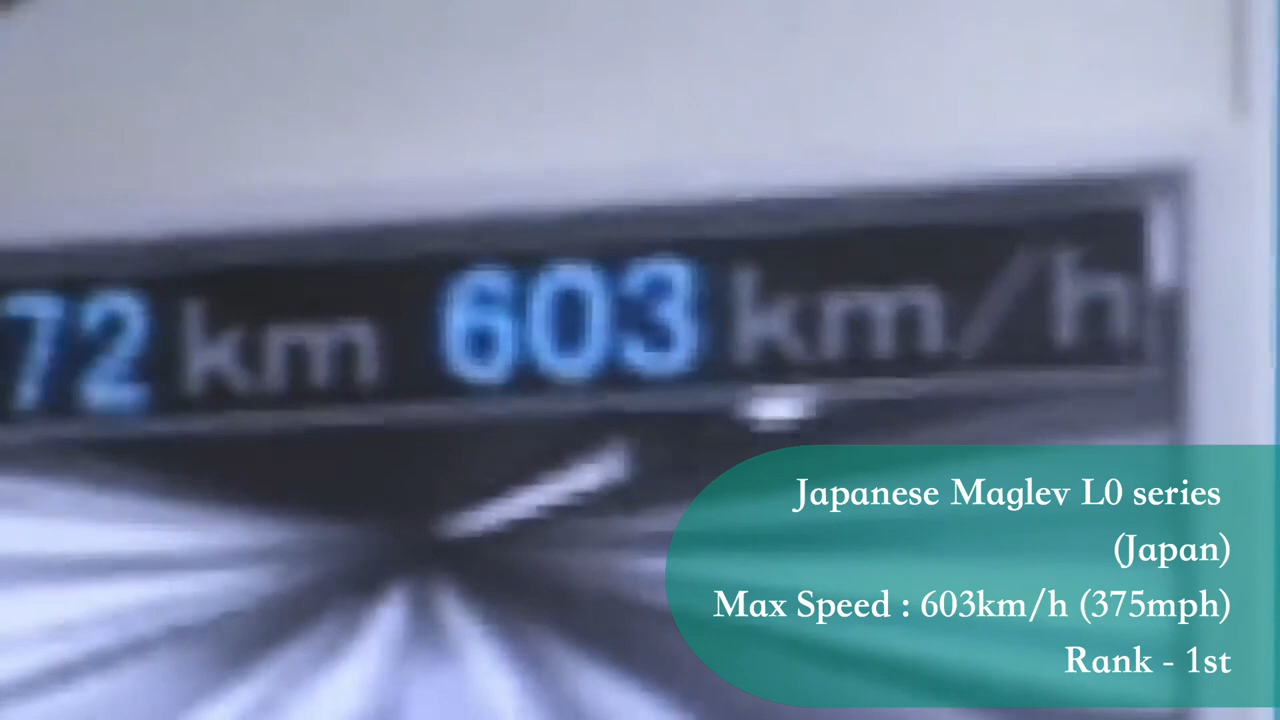 72 km 603 km/h
Japanese Maglev L0 series
(Japan)
Max Speed : 603km/h (375mph)
Rank - 1st